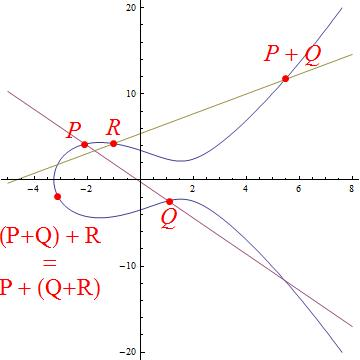 20
P + Q
10
P R
-4 -2 2 4 6 8
Q
(P+Q) + R
=
P + (Q+R)
-10
-20